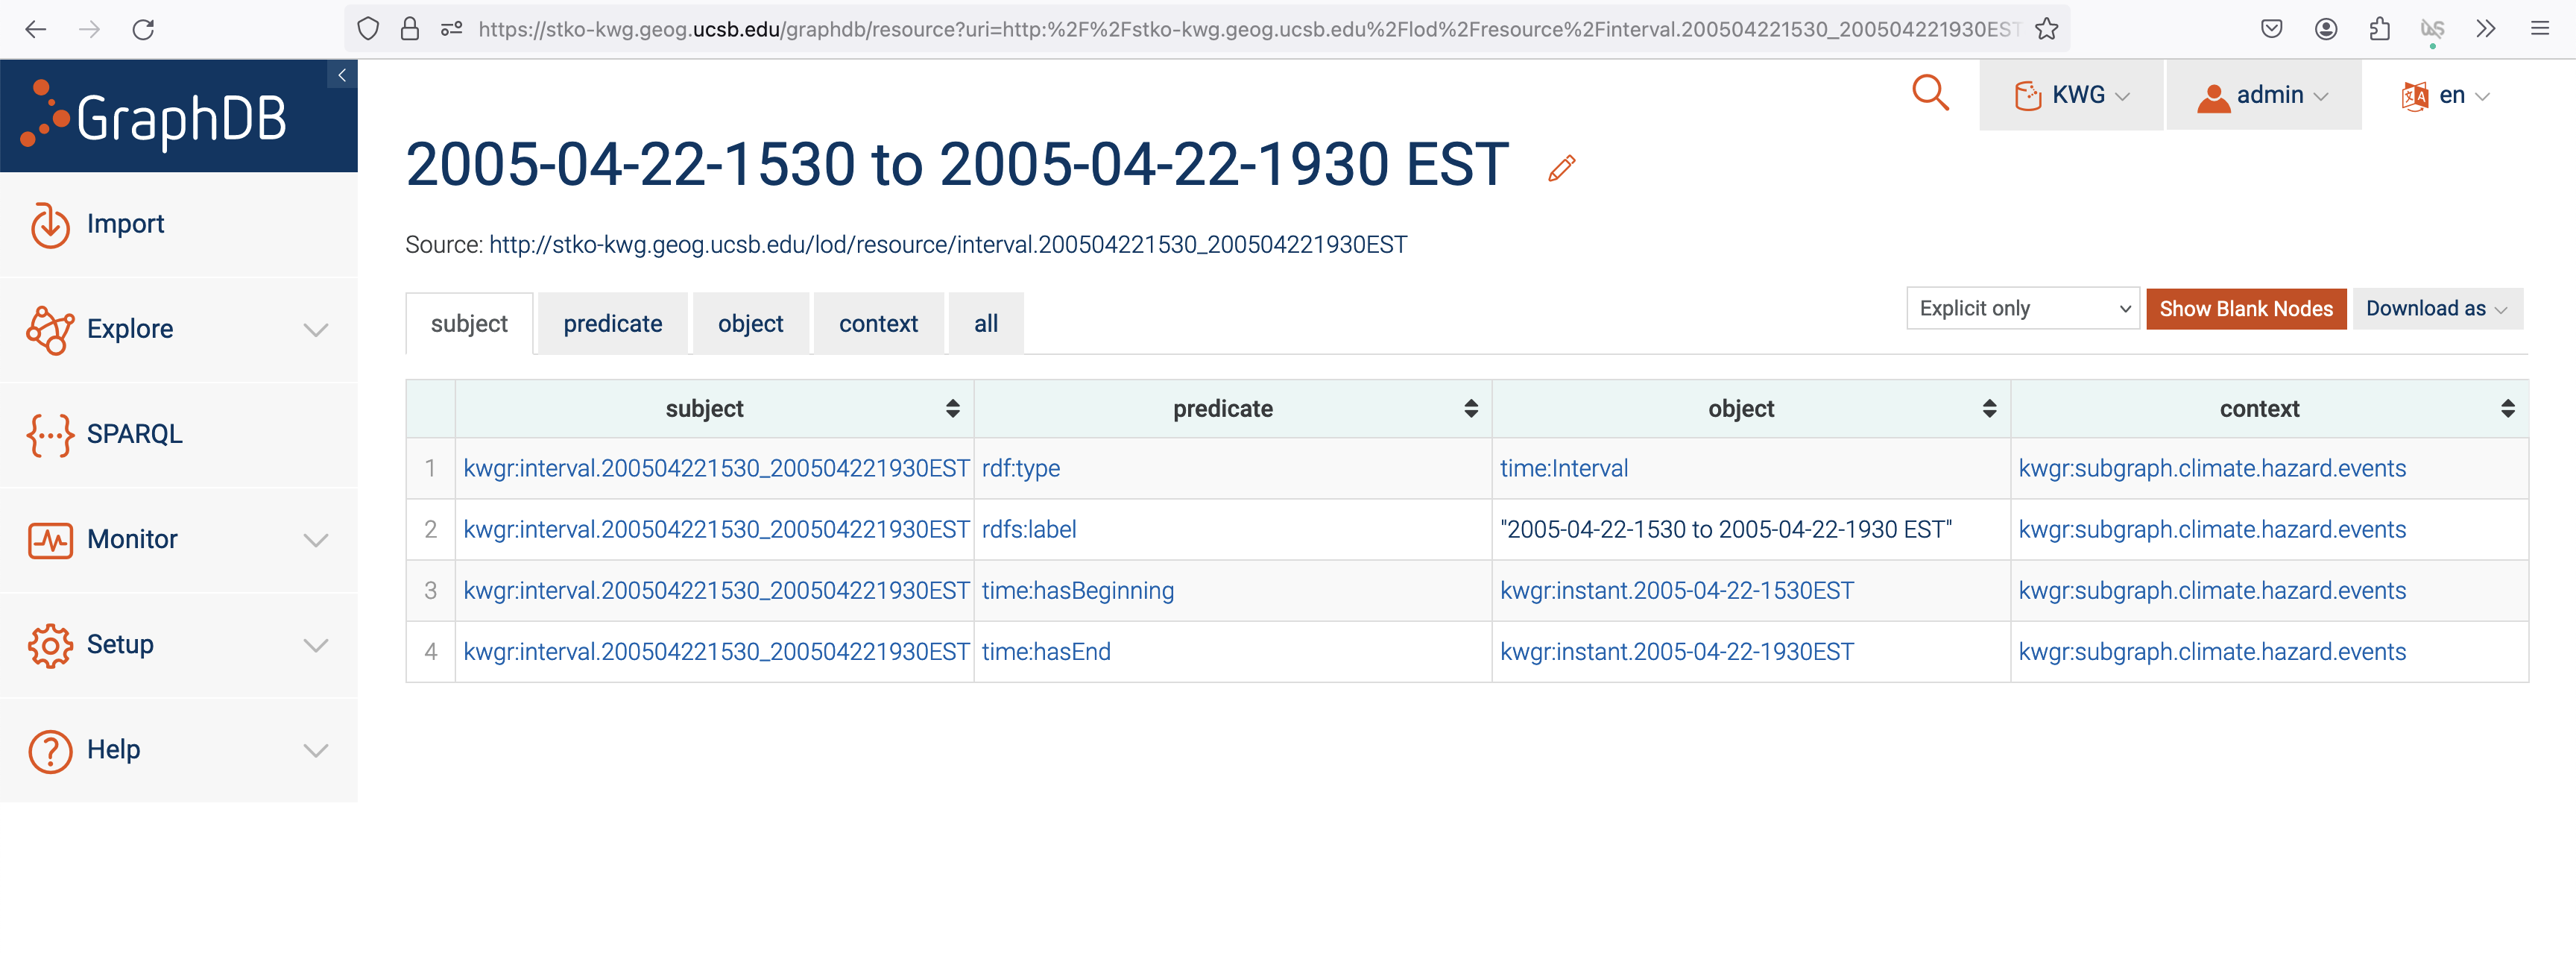 https://stko-kwg.geog.ucsb.edu/graphdb/resource?uri=http:%2F%2Fstko-kwg.geog.ucsb.edu%2Flod%2Fresource%2Finterval.200504221530_200504221930EST
GraphDB
KWG
admin
en
2005-04-22-1530 to 2005-04-22-1930 EST
Source: http://stko-kwg.geog.ucsb.edu/lod/resource/interval.200504221530_200504221930EST
Import
Explore
SPARQL
Monitor
Setup
Help
subject predicate object context all
Explicit only Show Blank Nodes Download as
subject predicate object context
1 kwgr:interval.200504221530_200504221930EST rdf:type time:Interval kwgr:subgraph.climate.hazard.events
2 kwgr:interval.200504221530_200504221930EST rdfs:label "2005-04-22-1530 to 2005-04-22-1930 EST" kwgr:subgraph.climate.hazard.events
3 kwgr:interval.200504221530_200504221930EST time:hasBeginning kwgr:instant.2005-04-22-1530EST kwgr:subgraph.climate.hazard.events
4 kwgr:interval.200504221530_200504221930EST time:hasEnd kwgr:instant.2005-04-22-1930EST kwgr:subgraph.climate.hazard.events